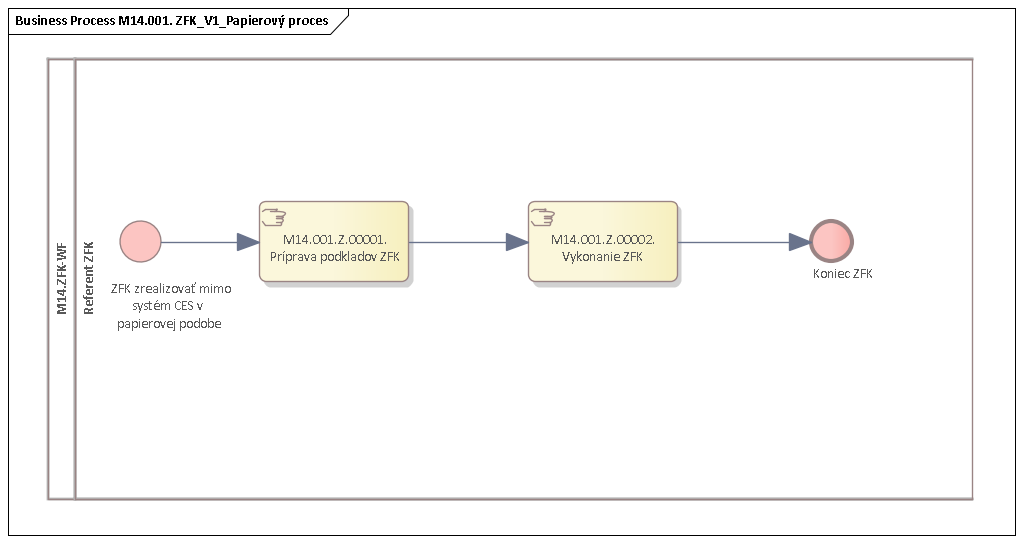 Business Process M14.001. ZFK_V1_Papierový proces
M14.ZFK-WF
Referent ZFK
ZFK zrealizovať mimo
systém CES v
papierovej podobe
M14.001.Z.00001.
Príprava podkladov ZFK
M14.001.Z.00002.
Vykonanie ZFK
Koniec ZFK